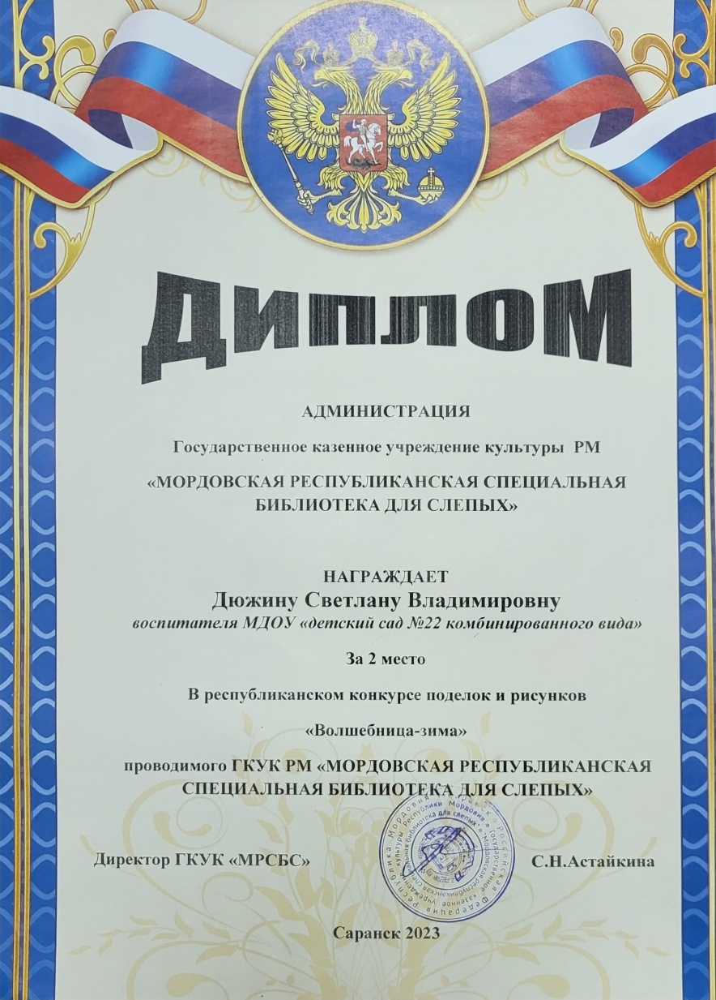 ДИПЛОМ
АДМИНИСТРАЦИЯ
Государственное казенное учреждение культуры РМ
«МОРДОВСКАЯ РЕСПУБЛИКАНСКАЯ СПЕЦИАЛЬНАЯ
БИБЛИОТЕКА ДЛЯ СЛЕПЫХ»
НАГРАЖДАЕТ
Дюжину Светлану Владимировну
воспитателя МДОУ «детский сад №22 комбинированного вида»
За 2 место
В республиканском конкурсе поделок и рисунков
«Волшебница-зима»
проводимого ГКУК РМ «МОРДОВСКАЯ РЕСПУБЛИКАНСКАЯ
СПЕЦИАЛЬНАЯ БИБЛИОТЕКА ДЛЯ СЛЕПЫХ»
Директор ГКУК «МРСБС» С.Н.Астайкина
Саранск 2023